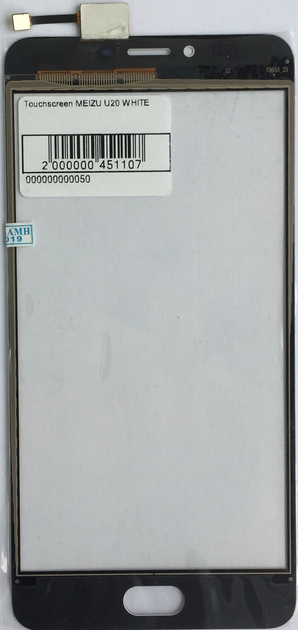 Touchscreen MEIZU U20 WHITE
2 000000 451107
000000000050
AMH
019